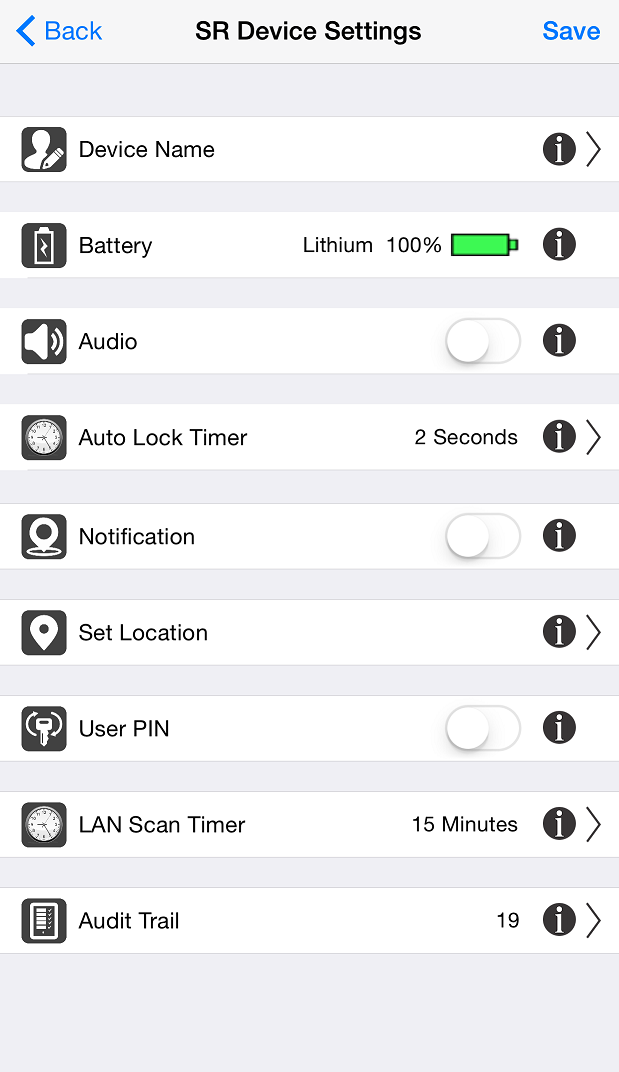 Back SR Device Settings Save
Device Name
Battery Lithium 100%
Audio
Auto Lock Timer 2 Seconds
Notification
Set Location
User PIN
LAN Scan Timer 15 Minutes
Audit Trail 19